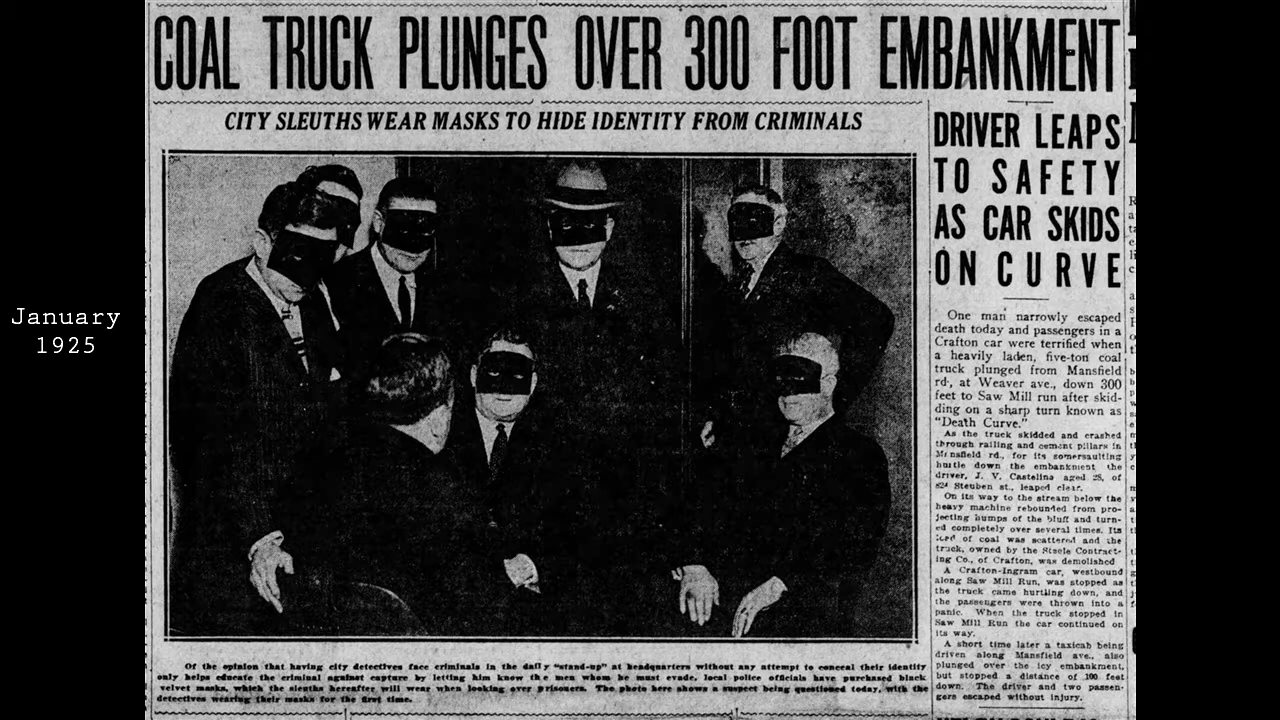 COAL TRUCK PLUNGES OVER 300 FOOT EMBANKMENT
CITY SLEUTHS WEAR MASKS TO HIDE IDENTITY FROM CRIMINALS
January
1925
Of the opinion that having city detectives face criminals in the daily "stand-up" at headquarters without any attempt to conceal their identity
only helps educate the criminal against capture by letting him know the men whom he must evade, local police officials have purchased black
velvet masks, which the sleuths hereafter will wear when looking over prisoners. The photo here shows a suspect being questioned today, with the
detectives wearing their masks for the first time.
DRIVER LEAPS
TO SAFETY
AS CAR SKIDS
ON CURVE
One man narrowly escaped
death today and passengers in a
Crafton car were terrified when
a heavily laden, five-ton coal
truck plunged from Mansfield
rd., at Weaver ave., down 300
feet to Saw Mill run after skid-
ding on a sharp turn known as
"Death Curve."
As the truck skidded and crashed
through railing and cement pillars in
Mansfield rd., for its somersaulting
hurtle down the embankment the
driver, J. V. Castelina aged 28, of
824 Steuben st., leaped clear.
On its way to the stream below the
heavy machine rebounded from pro-
jecting humps of the bluff and turn-
ed completely over several times. Its
load of coal was scattered and the
truck, owned by the Steele Contract-
ing Co., of Crafton, was demolished
A Crafton-Ingram car, westbound
along Saw Mill Run, was stopped as
the truck came hurtling down, and
the passengers were thrown into a
panic. When the truck stopped in
Saw Mill Run the car continued on
its way.
A short time later a taxicab being
driven along Mansfield ave., also
plunged over the icy embankment,
but stopped a distance of 100 feet
down. The driver and two passen-
gers escaped without injury.